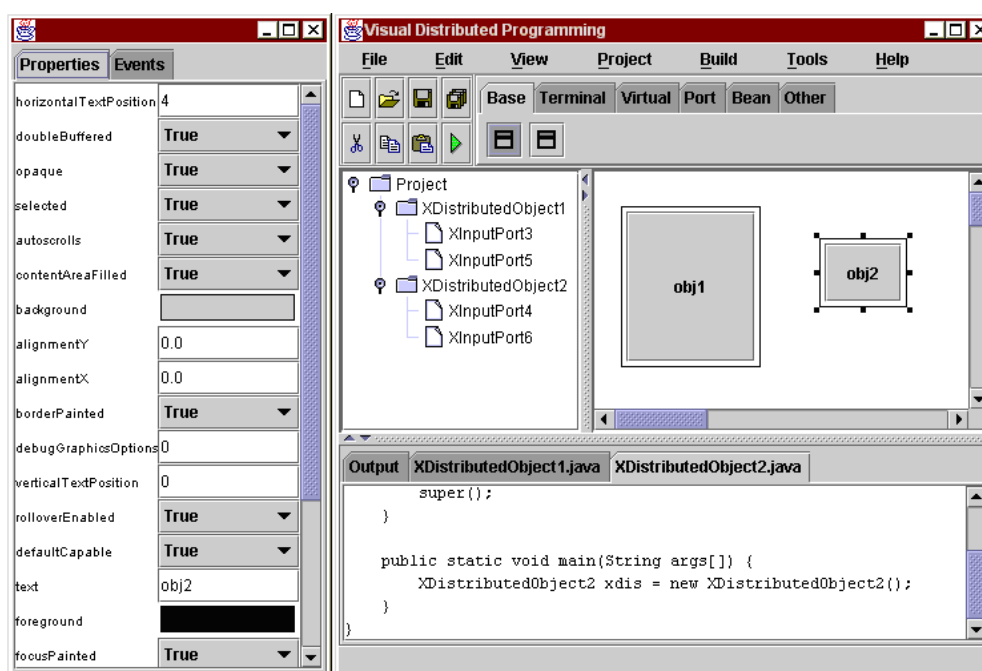 Properties Events
horizontalTextPosition 4
doubleBuffered True
opaque True
selected True
autoscrolls True
contentAreaFilled True
background
alignmentY 0.0
alignmentX 0.0
borderPainted True
debugGraphicsOptions 0
verticalTextPosition 0
rolloverEnabled True
defaultCapable True
text obj2
foreground
focusPainted True
Visual Distributed Programming
File Edit View Project Build Tools Help
Base Terminal Virtual Port Bean Other
Project
XDistributedObject1
XInputPort3
XInputPort5
XDistributedObject2
XInputPort4
XInputPort6
obj1
obj2
Output XDistributedObject1.java XDistributedObject2.java
super();
}
public static void main(String args[]) {
XDistributedObject2 xdis = new XDistributedObject2();
}
}